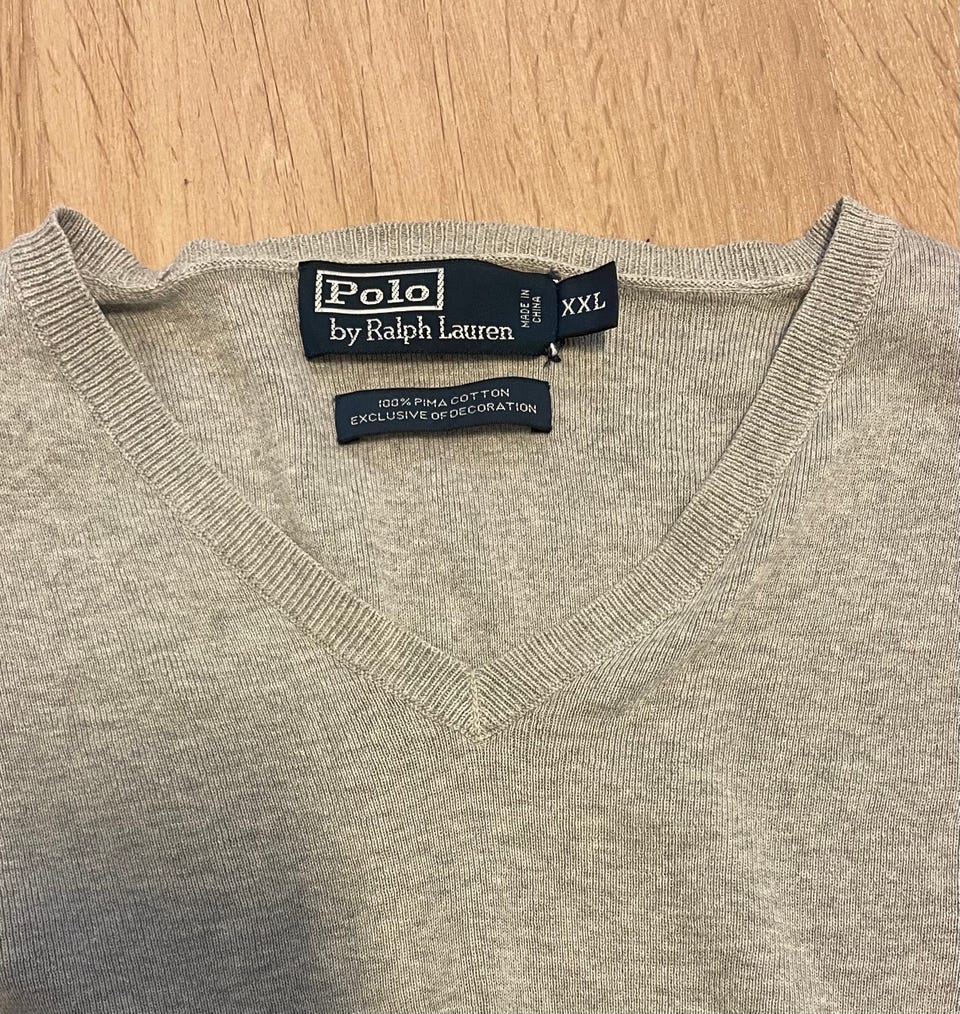 Polo
by Ralph Lauren
MADE IN
CHINA
XXL
100% PIMA COTTON
EXCLUSIVE OF DECORATION